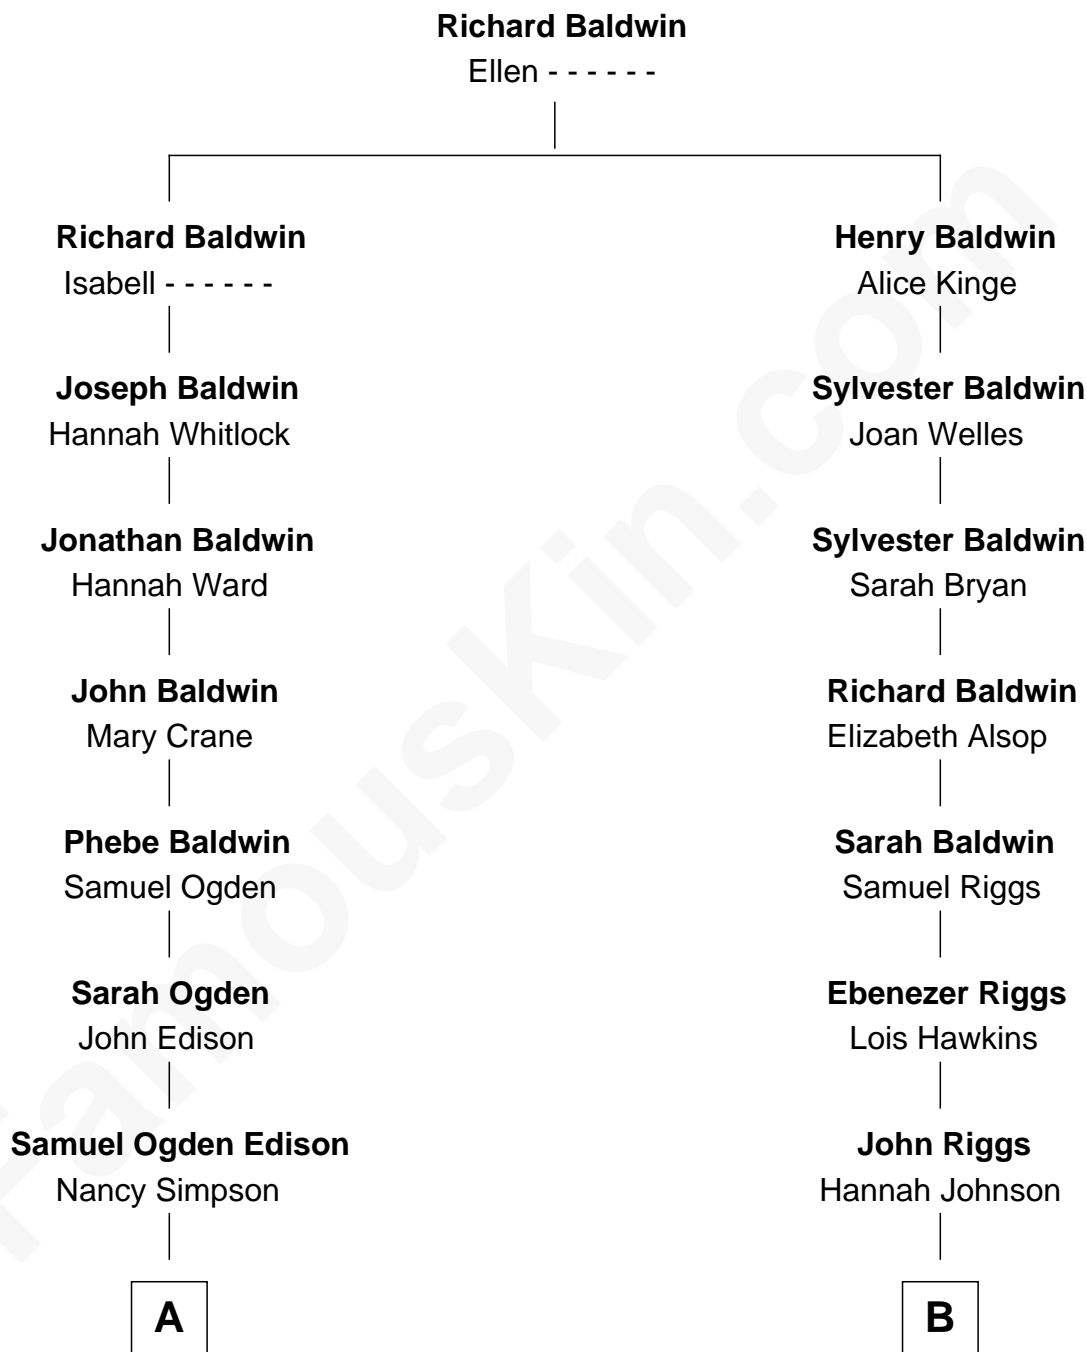 Richard Baldwin
Ellen - - - - - -
Richard Baldwin
Isabell - - - - - -
Henry Baldwin
Alice Kinge
Joseph Baldwin
Hannah Whitlock
Sylvester Baldwin
Joan Welles
Jonathan Baldwin
Hannah Ward
Sylvester Baldwin
Sarah Bryan
John Baldwin
Mary Crane
Richard Baldwin
Elizabeth Alsop
Phebe Baldwin
Samuel Ogden
Sarah Baldwin
Samuel Riggs
Sarah Ogden
John Edison
Ebenezer Riggs
Lois Hawkins
Samuel Ogden Edison
Nancy Simpson
John Riggs
Hannah Johnson
A
B
FamousKin.com